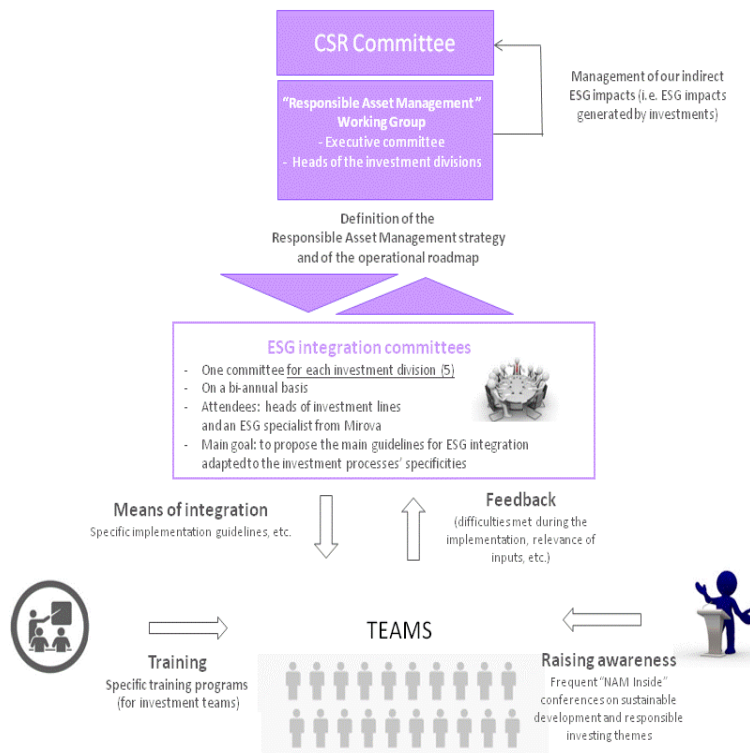 CSR Committee
"Responsible Asset Management"
Working Group
- Executive committee
- Heads of the investment divisions
Management of our indirect
ESG impacts (i.e. ESG impacts
generated by investments)
Definition of the
Responsible Asset Management strategy
and of the operational roadmap
ESG integration committees
- One committee for each investment division (5)
- On a bi-annual basis
- Attendees: heads of investment lines
and an ESG specialist from Mirova
- Main goal: to propose the main guidelines for ESG integration
adapted to the investment processes' specificities
Means of integration
Specific implementation guidelines, etc.
Feedback
(difficulties met during the
implementation, relevance of
inputs, etc.)
TEAMS
Training
Specific training programs
(for investment teams)
Raising awareness
Frequent "NAM Inside"
conferences on sustainable
development and responsible
investing themes